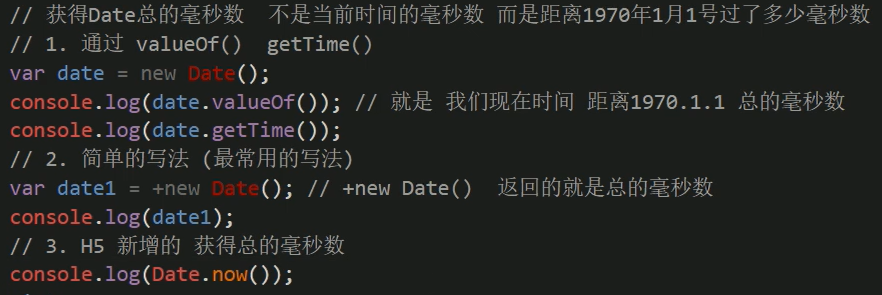 // 获得Date总的毫秒数  不是当前时间的毫秒数 而是距离1970年1月1号过了多少毫秒数
// 1. 通过 valueOf()  getTime()
var date = new Date();
console.log(date.valueOf()); // 就是 我们现在时间 距离1970.1.1 总的毫秒数
console.log(date.getTime());
// 2. 简单的写法 (最常用的写法)
var date1 = +new Date(); // +new Date()  返回的就是总的毫秒数
console.log(date1);
// 3. H5 新增的 获得总的毫秒数
console.log(Date.now());